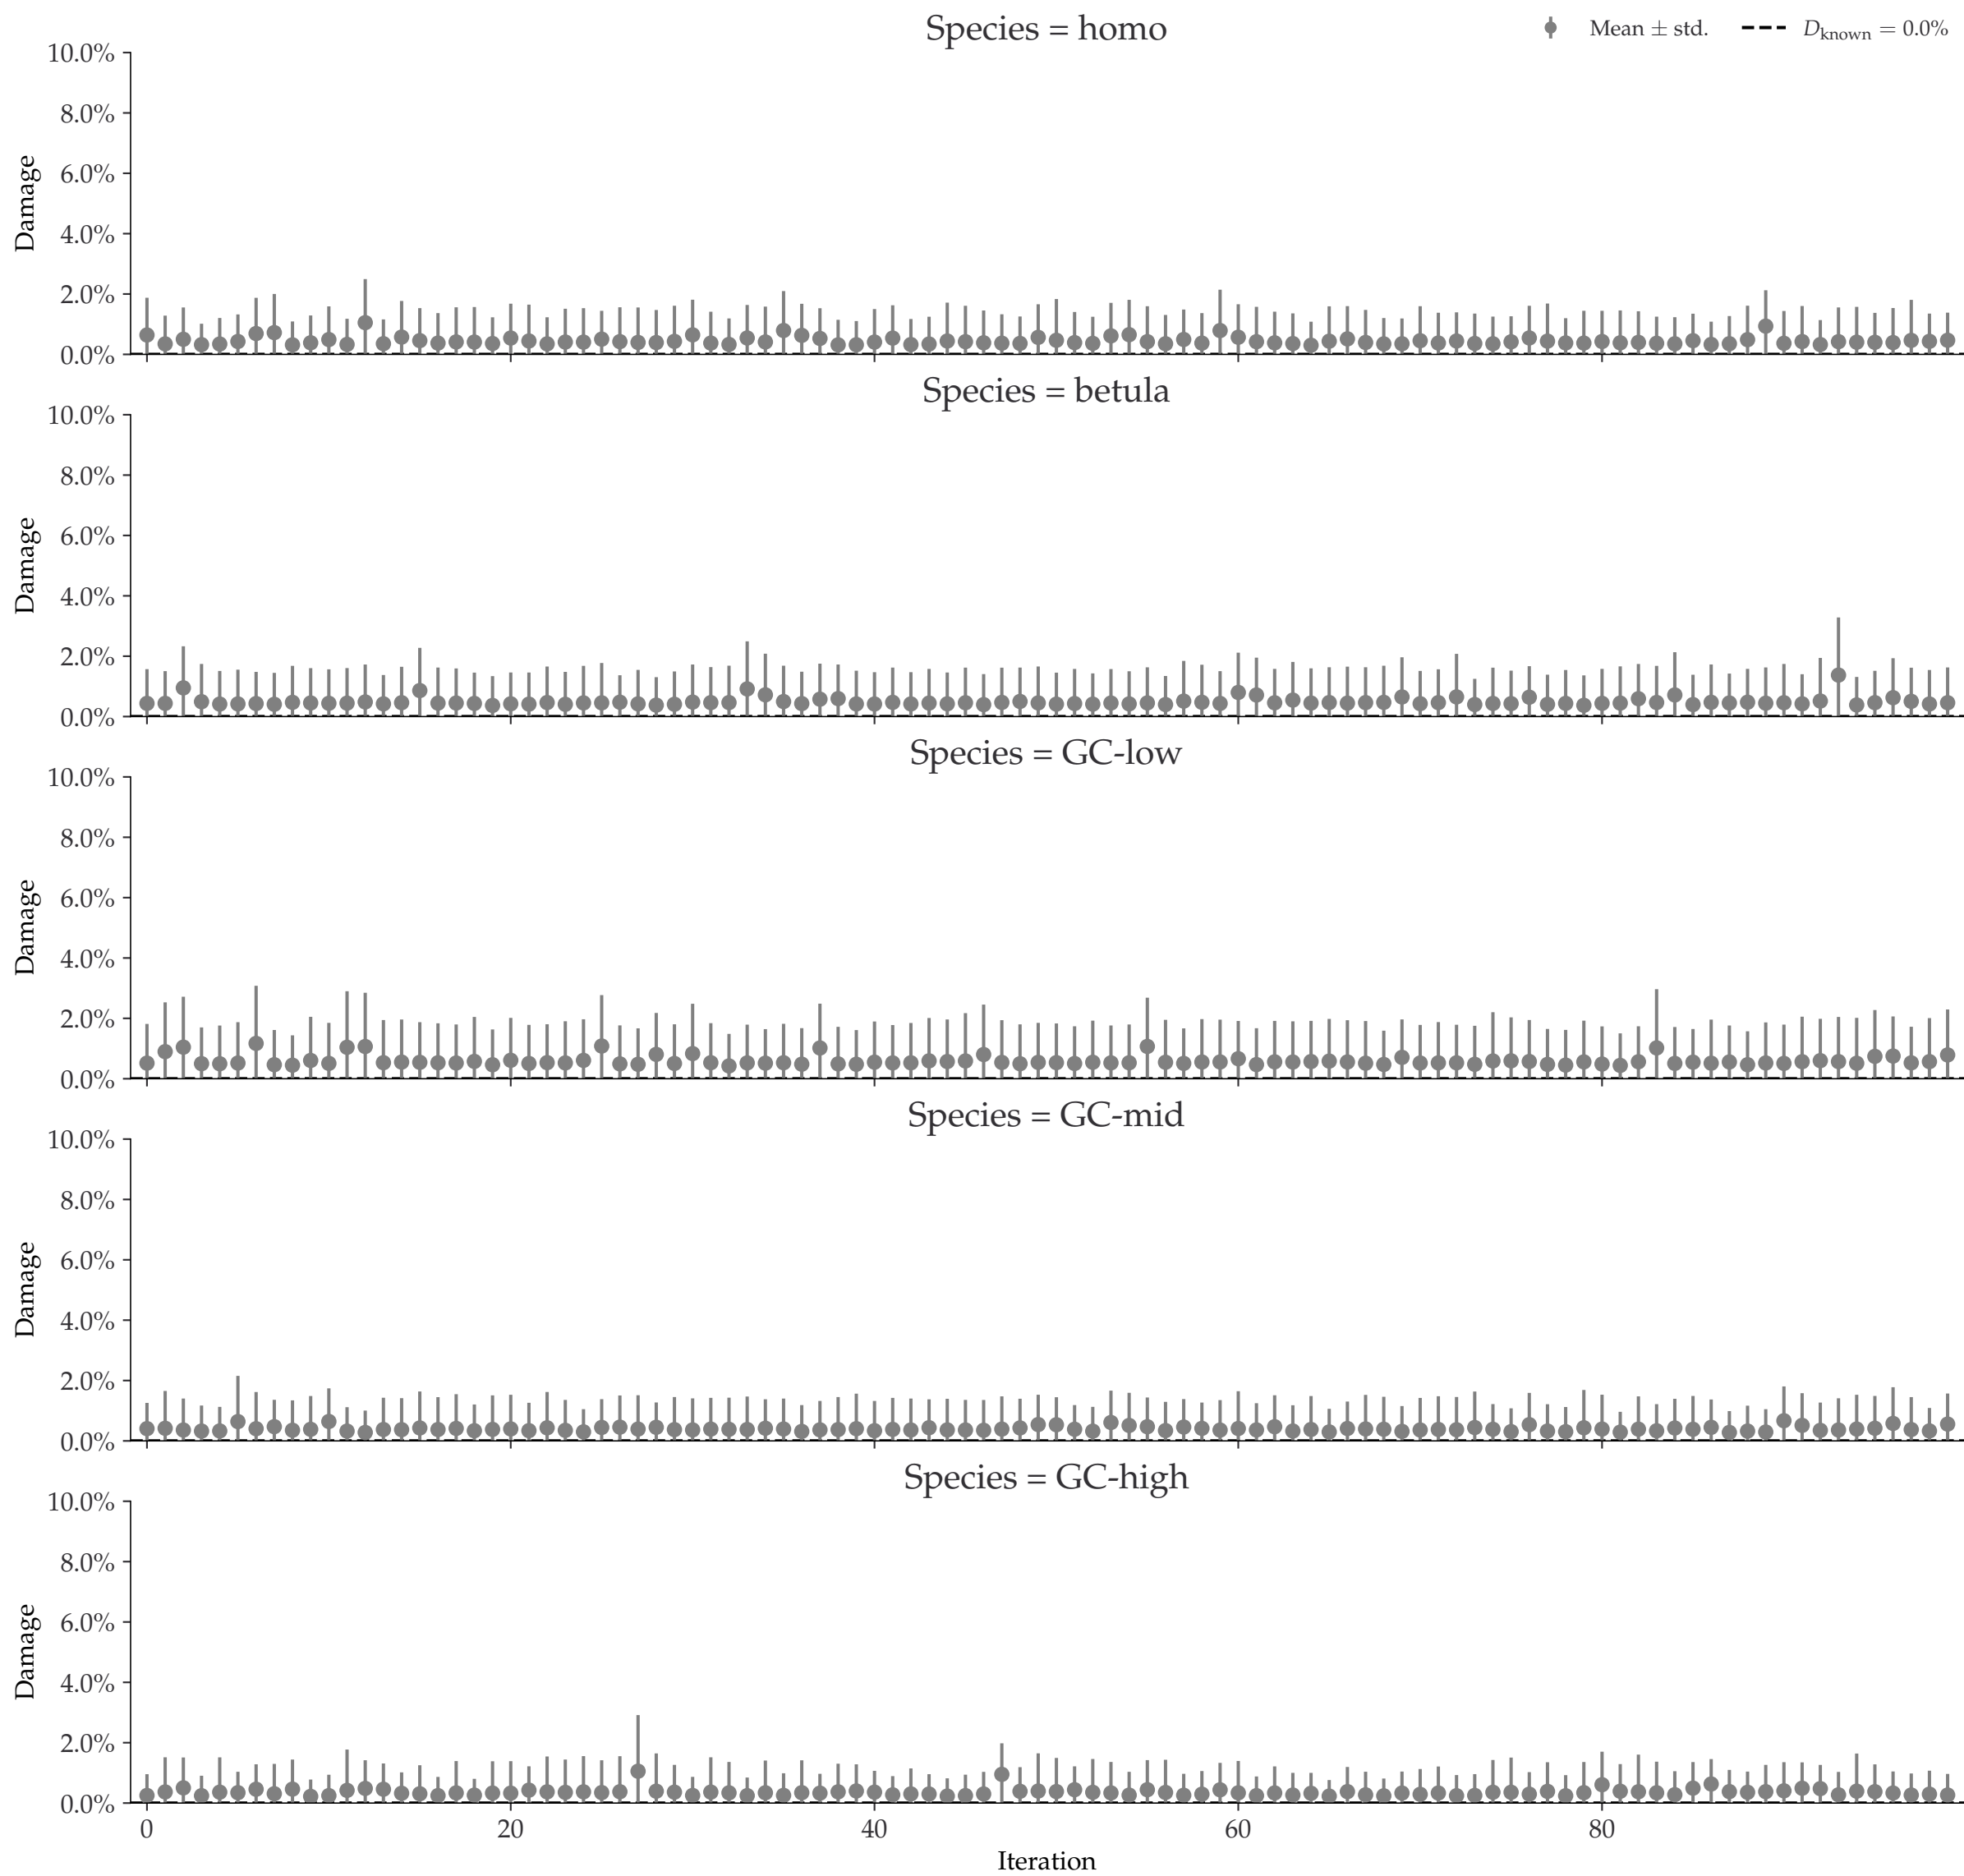 Species = homo
Mean ± std.
D_known = 0.0%
10.0%
8.0%
6.0%
4.0%
2.0%
0.0%
Damage
Species = betula
10.0%
8.0%
6.0%
4.0%
2.0%
0.0%
Damage
Species = GC-low
10.0%
8.0%
6.0%
4.0%
2.0%
0.0%
Damage
Species = GC-mid
10.0%
8.0%
6.0%
4.0%
2.0%
0.0%
Damage
Species = GC-high
10.0%
8.0%
6.0%
4.0%
2.0%
0.0%
Damage
0 20 40 60 80
Iteration